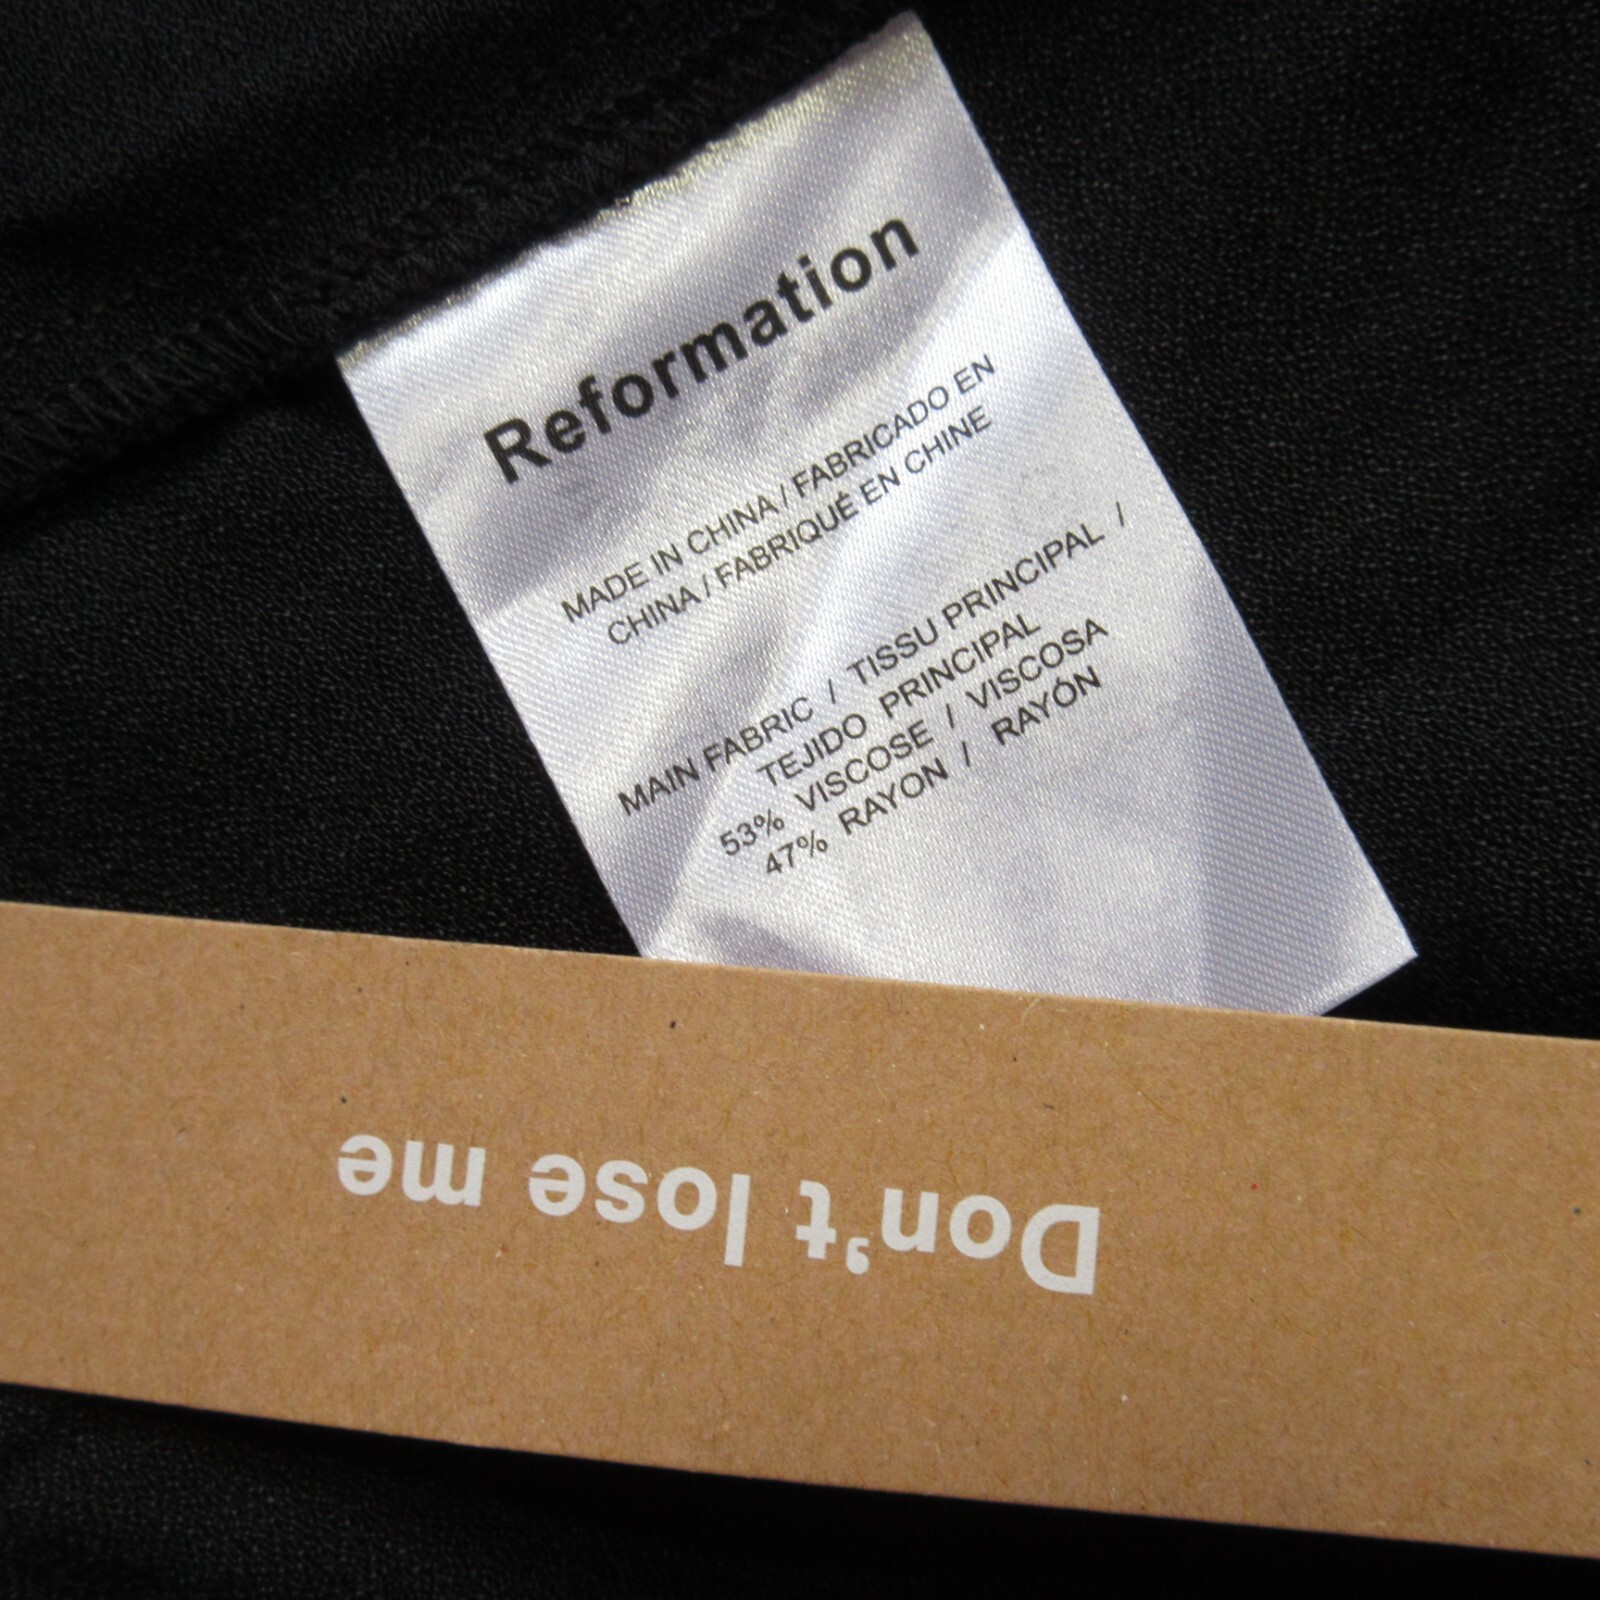 Reformation
MADE IN CHINA / FABRICADO EN
CHINA / FABRIQUÉ EN CHINE
MAIN FABRIC / TISSU PRINCIPAL /
TEJIDO PRINCIPAL
53% VISCOSE / VISCOSA
47% RAYON / RAYÓN
Don't lose me